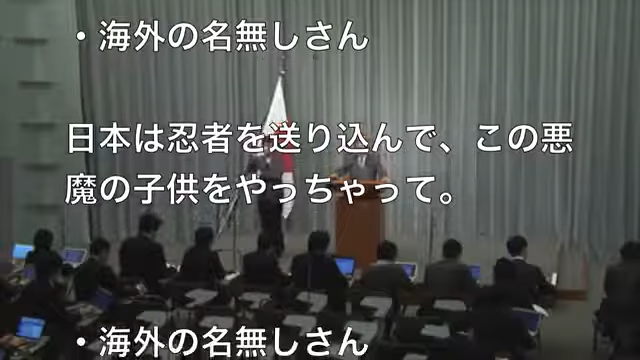 ・海外の名無しさん
日本は忍者を送り込んで、この悪
魔の子供をやっちゃって。
・海外の名無しさん